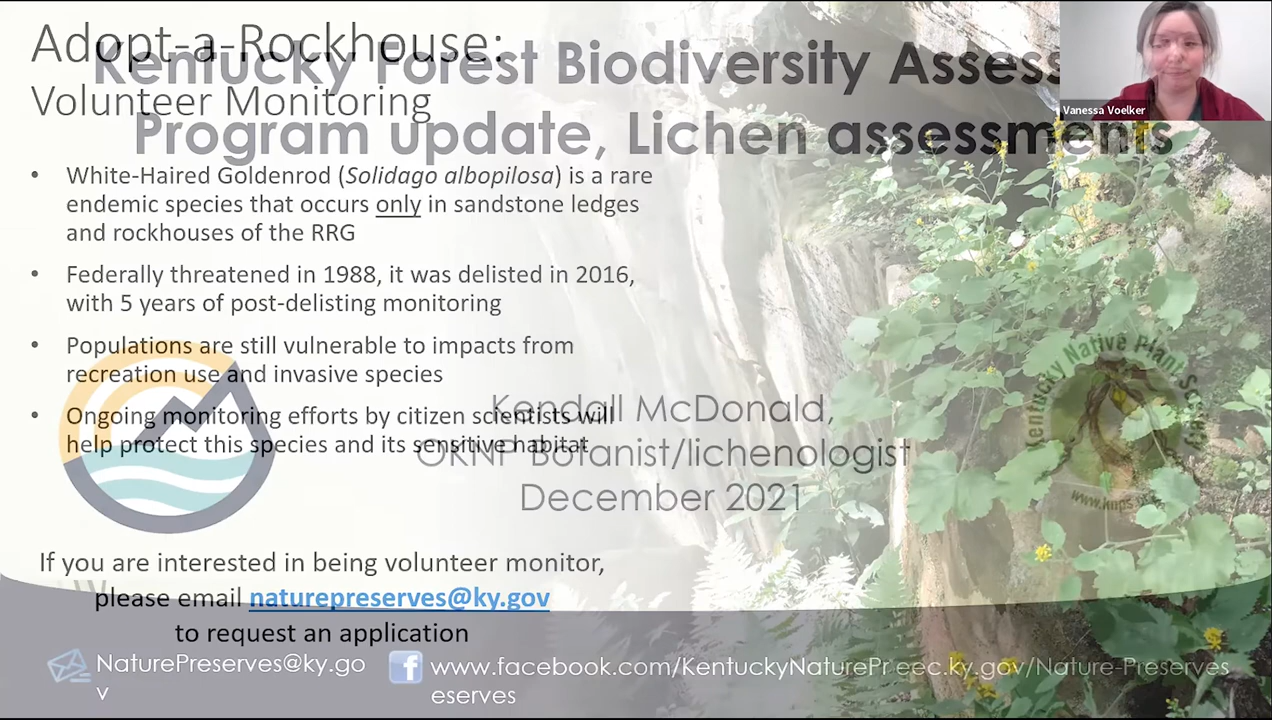 Adopt-a-Rockhouse:
Volunteer Monitoring
• White-Haired Goldenrod (Solidago albopilosa) is a rare
endemic species that occurs only in sandstone ledges
and rockhouses of the RRG
• Federally threatened in 1988, it was delisted in 2016,
with 5 years of post-delisting monitoring
• Populations are still vulnerable to impacts from
recreation use and invasive species
• Ongoing monitoring efforts by citizen scientists will
help protect this species and its sensitive habitat
If you are interested in being volunteer monitor,
please email naturepreserves@ky.gov
to request an application
Kentucky Forest Biodiversity Assess
Program update, Lichen assessments
Vanessa Voelker
Kendall McDonald,
OKNP Botanist/lichenologist
December 2021
Kentucky Native Plant Society
www.knps.org
NaturePreserves@ky.go
v
www.facebook.com/KentuckyNaturePr
eserves
eec.ky.gov/Nature-Preserves